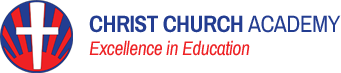 CHRIST CHURCH ACADEMY
Excellence in Education